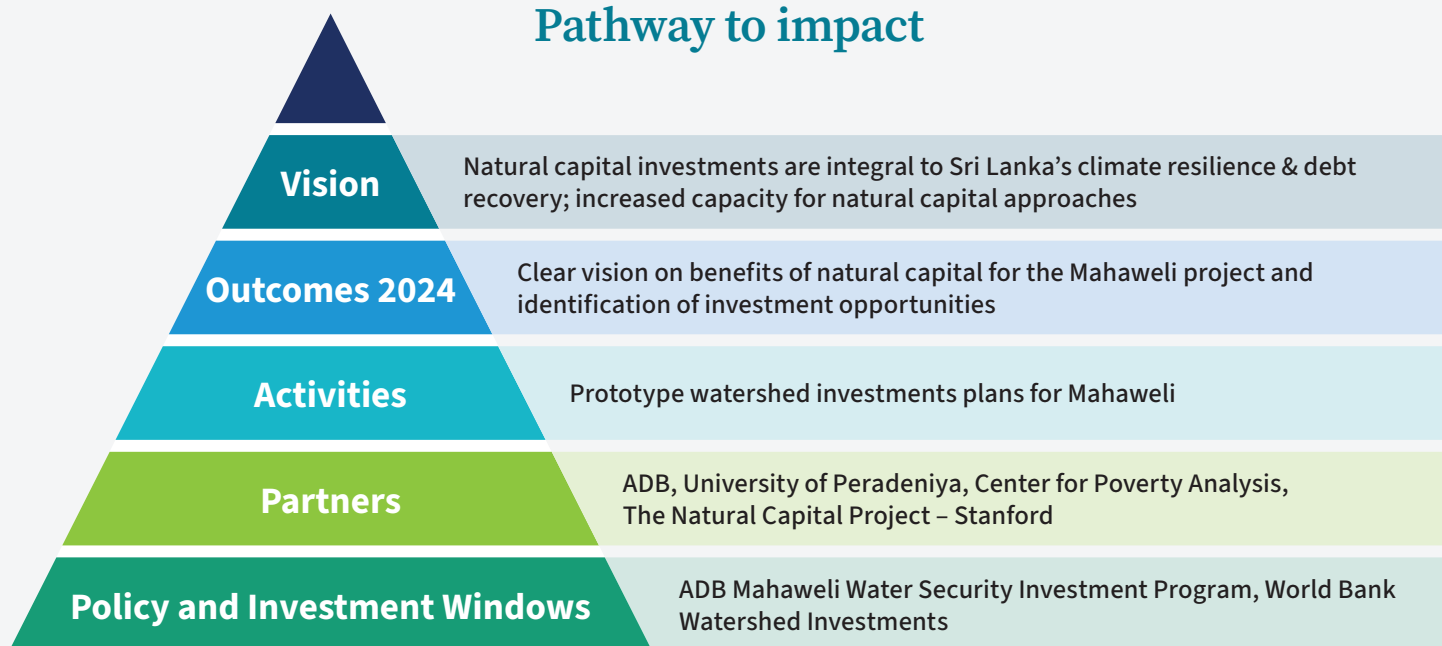 Pathway to impact
Vision
Natural capital investments are integral to Sri Lanka’s climate resilience & debt
recovery; increased capacity for natural capital approaches
Outcomes 2024
Clear vision on benefits of natural capital for the Mahaweli project and
identification of investment opportunities
Activities
Prototype watershed investments plans for Mahaweli
Partners
ADB, University of Peradeniya, Center for Poverty Analysis,
The Natural Capital Project – Stanford
Policy and Investment Windows
ADB Mahaweli Water Security Investment Program, World Bank
Watershed Investments